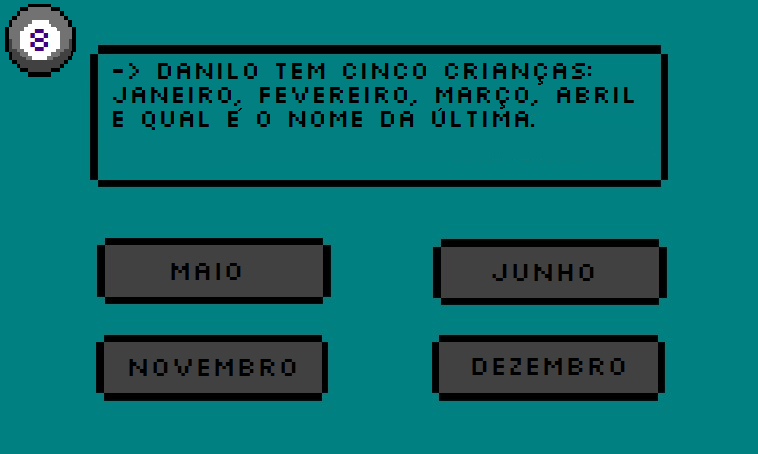 8
-> DANILO TEM CINCO CRIANÇAS:
JANEIRO, FEVEREIRO, MARÇO, ABRIL
E QUAL É O NOME DA ÚLTIMA.
MAIO
JUNHO
NOVEMBRO
DEZEMBRO